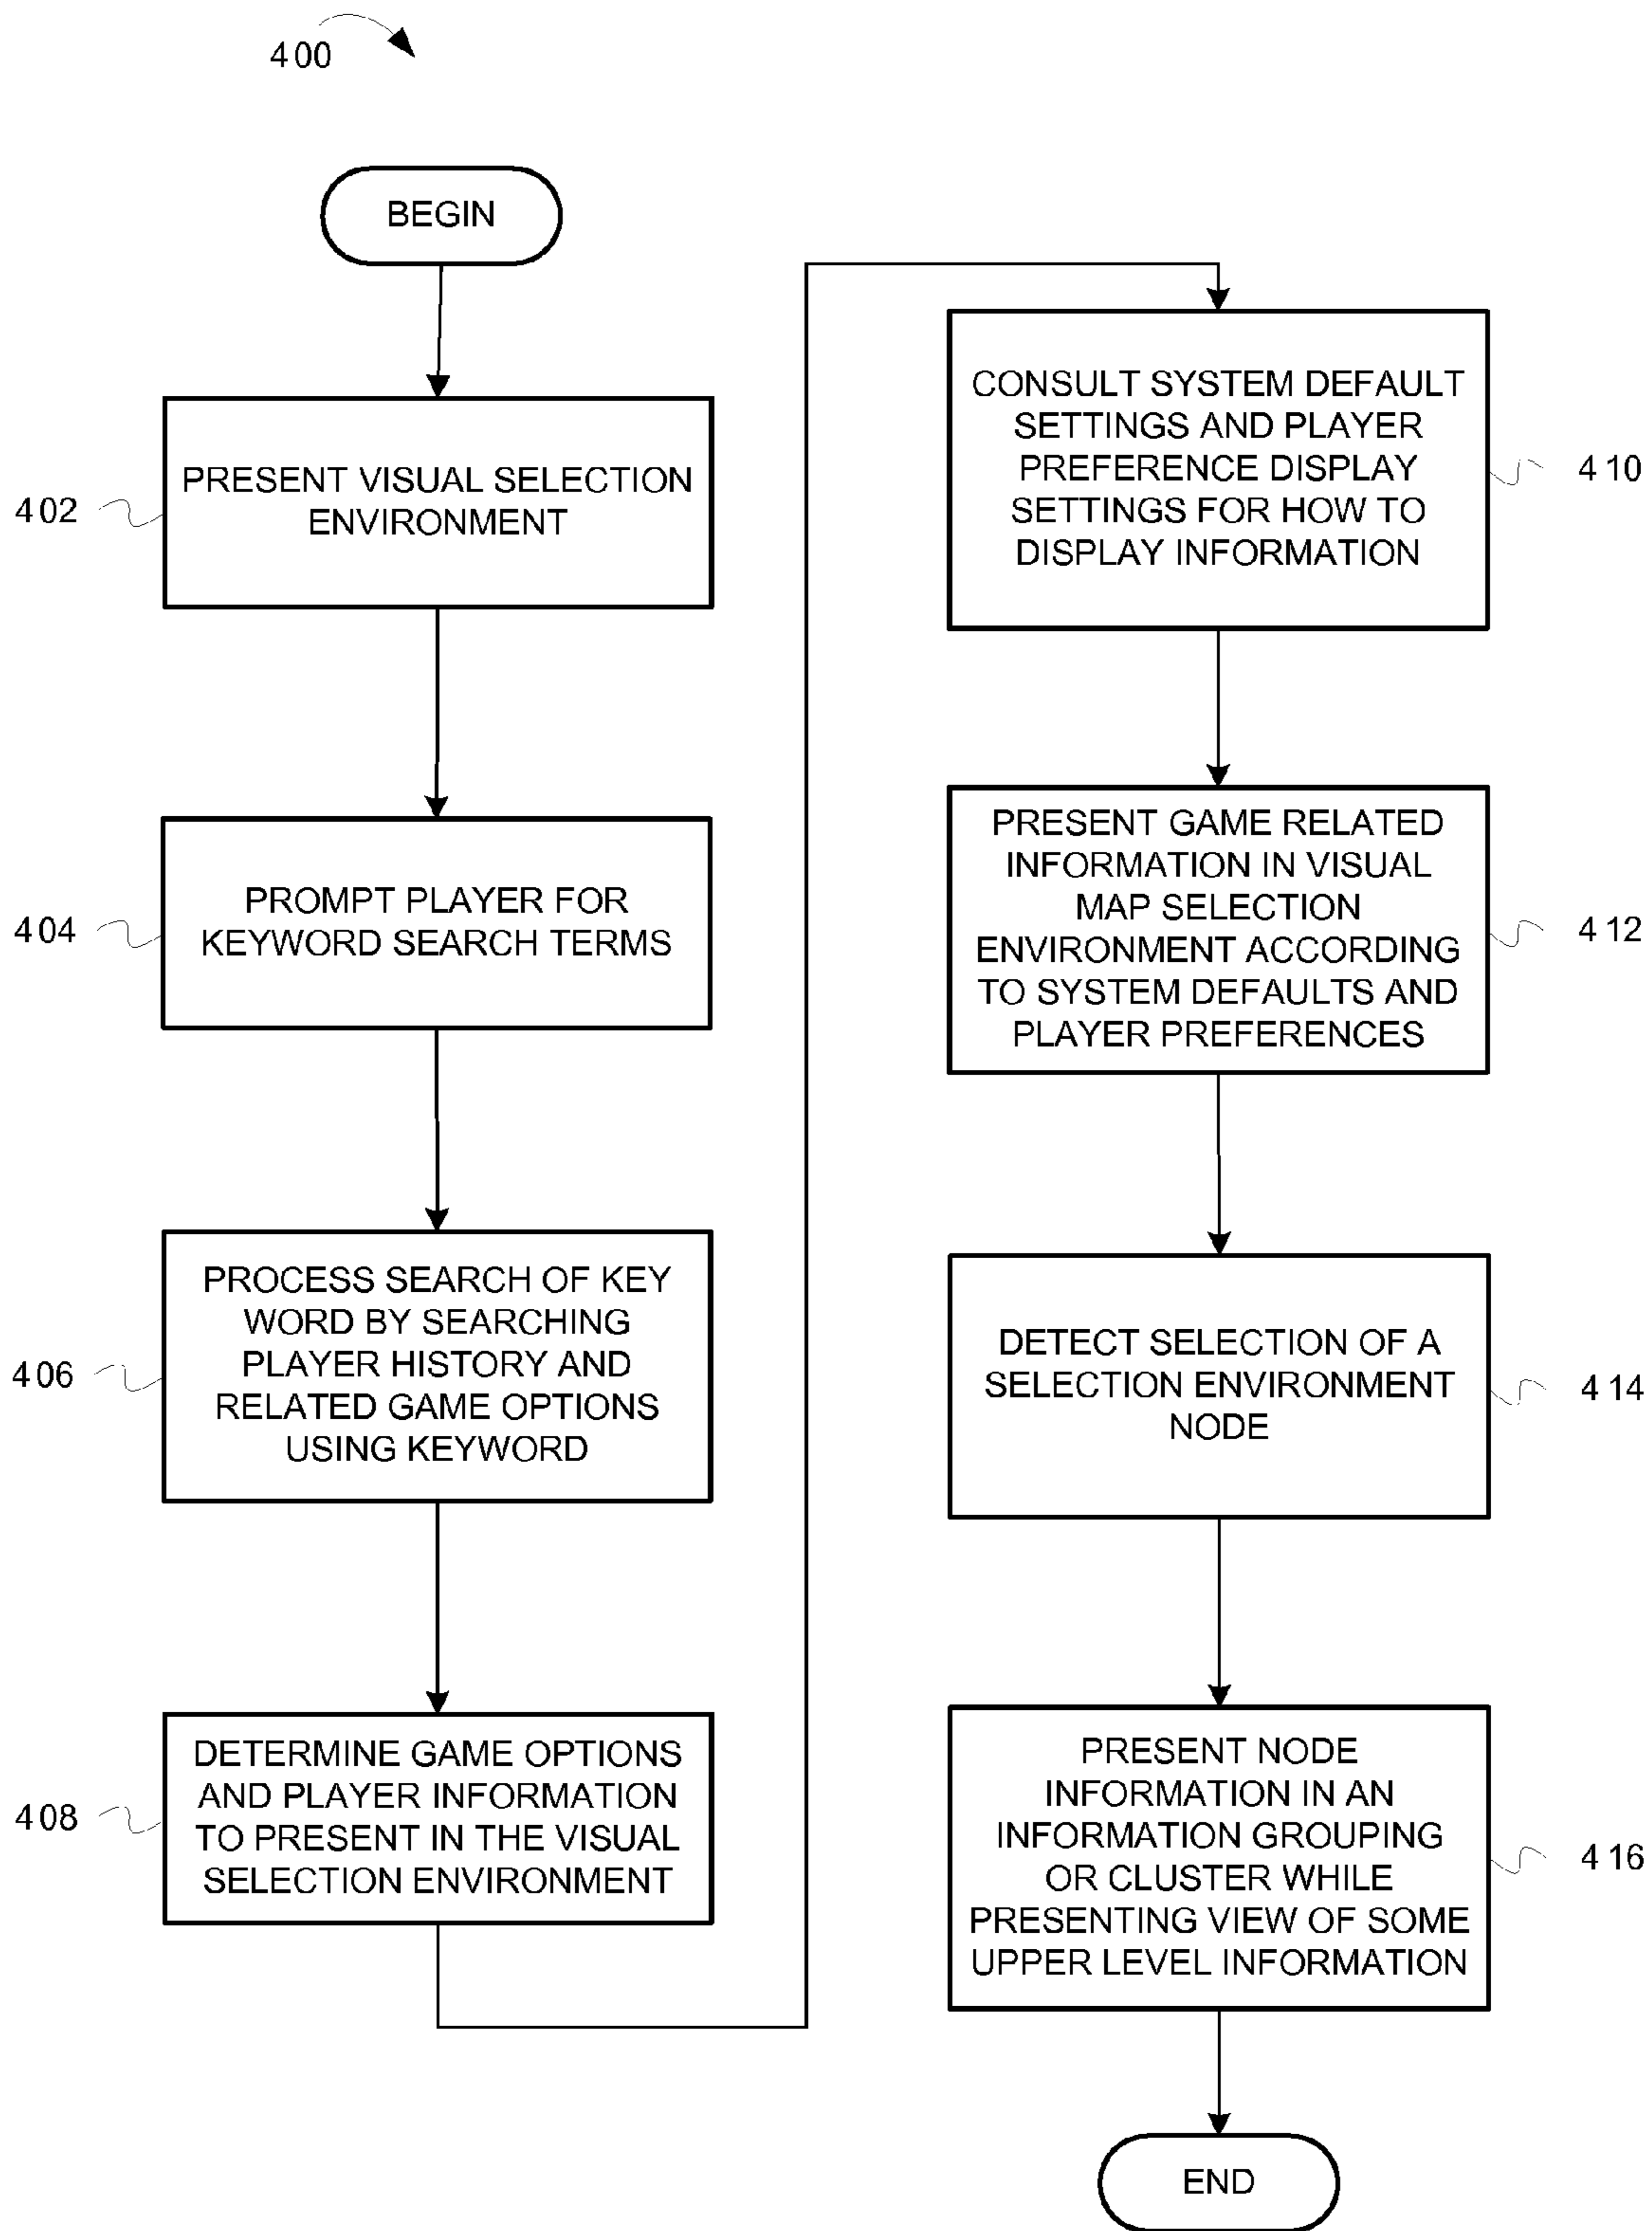 400
BEGIN
402
PRESENT VISUAL SELECTION
ENVIRONMENT
404
PROMPT PLAYER FOR
KEYWORD SEARCH TERMS
406
PROCESS SEARCH OF KEY
WORD BY SEARCHING
PLAYER HISTORY AND
RELATED GAME OPTIONS
USING KEYWORD
408
DETERMINE GAME OPTIONS
AND PLAYER INFORMATION
TO PRESENT IN THE VISUAL
SELECTION ENVIRONMENT
CONSULT SYSTEM DEFAULT
SETTINGS AND PLAYER
PREFERENCE DISPLAY
SETTINGS FOR HOW TO
DISPLAY INFORMATION
410
PRESENT GAME RELATED
INFORMATION IN VISUAL
MAP SELECTION
ENVIRONMENT ACCORDING
TO SYSTEM DEFAULTS AND
PLAYER PREFERENCES
412
DETECT SELECTION OF A
SELECTION ENVIRONMENT
NODE
414
PRESENT NODE
INFORMATION IN AN
INFORMATION GROUPING
OR CLUSTER WHILE
PRESENTING VIEW OF SOME
UPPER LEVEL INFORMATION
416
END